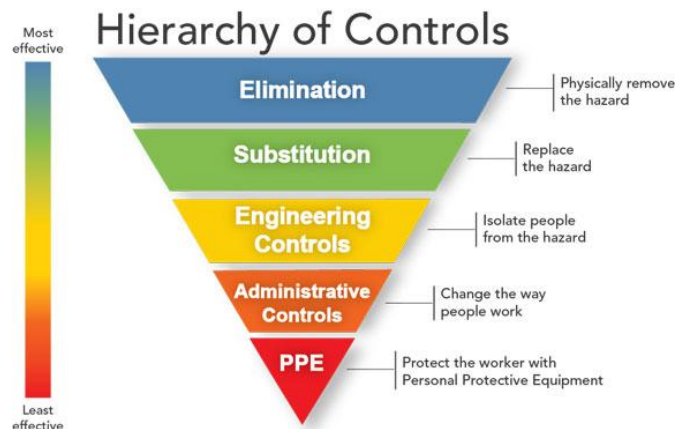 Hierarchy of Controls
Most
effective
Elimination
Physically remove
the hazard
Substitution
Replace
the hazard
Engineering
Controls
Isolate people
from the hazard
Administrative
Controls
Change the way
people work
PPE
Protect the worker with
Personal Protective Equipment
Least
effective